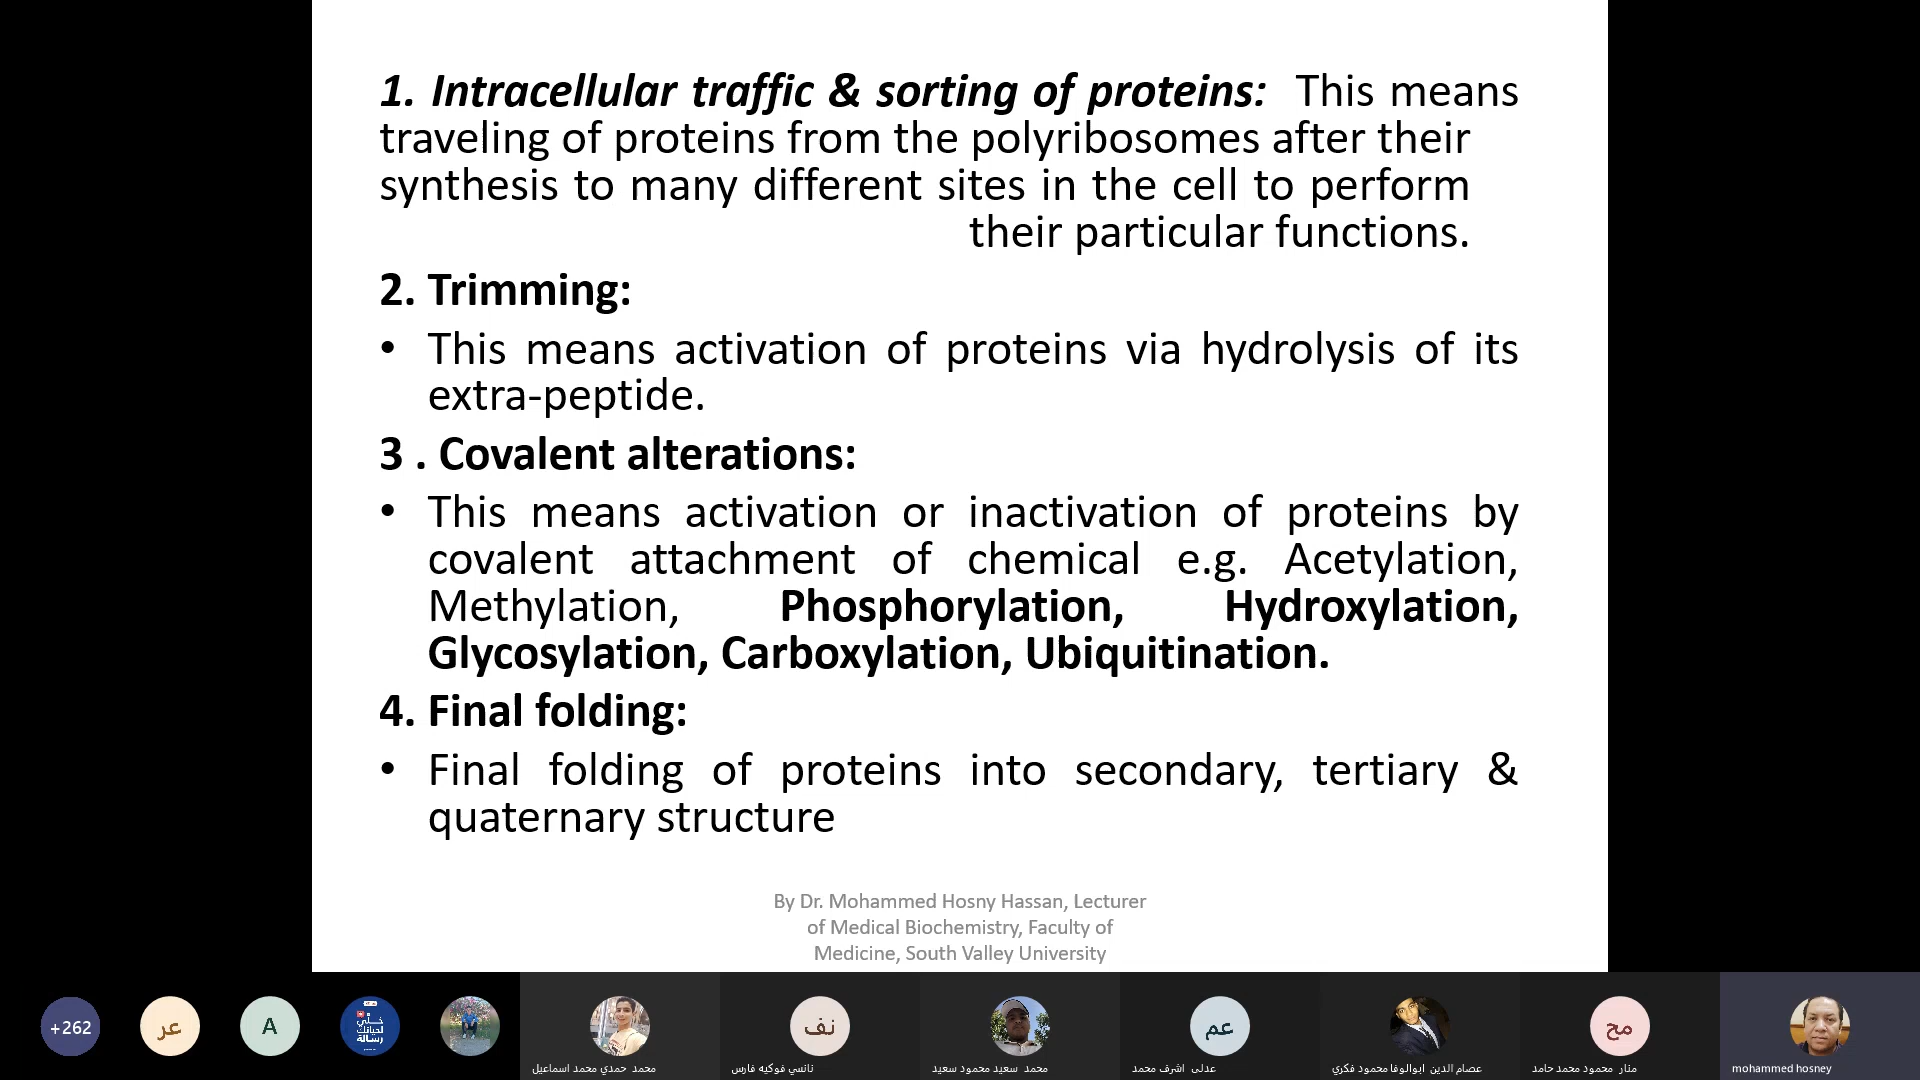 1. Intracellular traffic & sorting of proteins: This means
traveling of proteins from the polyribosomes after their
synthesis to many different sites in the cell to perform
their particular functions.
2. Trimming:
• This means activation of proteins via hydrolysis of its
extra-peptide.
3 . Covalent alterations:
• This means activation or inactivation of proteins by
covalent attachment of chemical e.g. Acetylation,
Methylation, Phosphorylation, Hydroxylation,
Glycosylation, Carboxylation, Ubiquitination.
4. Final folding:
• Final folding of proteins into secondary, tertiary &
quaternary structure
By Dr. Mohammed Hosny Hassan, Lecturer
of Medical Biochemistry, Faculty of
Medicine, South Valley University
+262
عر
A
خلي
لحياتك
رسالة
نف
عم
مح
محمد حمدي محمد اسماعيل
نانسي فوكيه فارس
محمد سعيد محمود سعيد
عدلى اشرف محمد
عصام الدين ابوالوفا محمود فكري
منار محمود محمد حامد
mohammed hosney